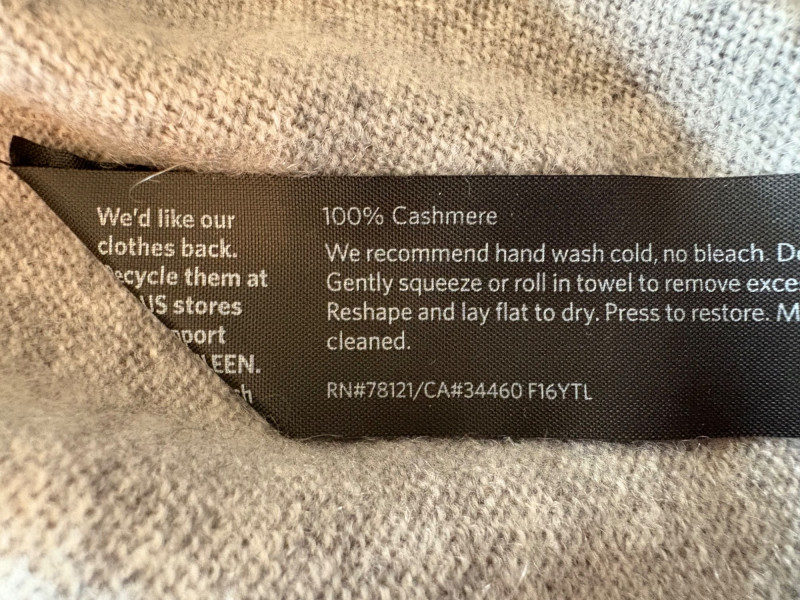 We'd like our
clothes back.
ecycle them at
US stores
pport
LEEN.
100% Cashmere
We recommend hand wash cold, no bleach. De
Gently squeeze or roll in towel to remove exce
Reshape and lay flat to dry. Press to restore. M
cleaned.
RN#78121/CA#34460 F16YTL